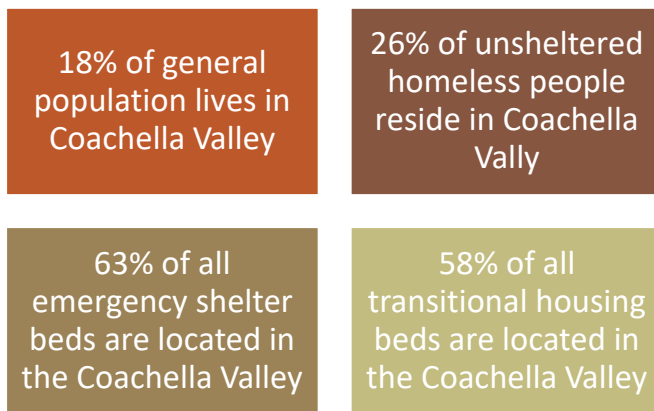 18% of general
population lives in
Coachella Valley
26% of unsheltered
homeless people
reside in Coachella
Vally
63% of all
emergency shelter
beds are located in
the Coachella Valley
58% of all
transitional housing
beds are located in
the Coachella Valley